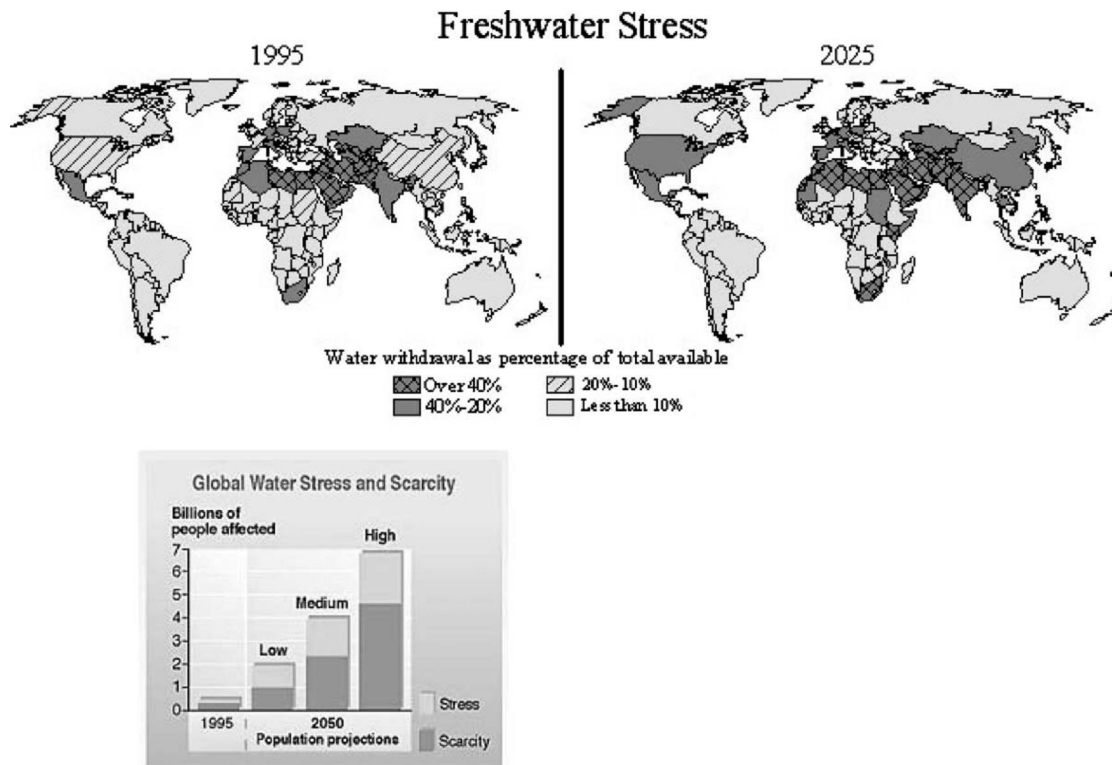 Freshwater Stress
1995
2025
Water withdrawal as percentage of total available
Over 40%
20%-10%
40%-20%
Less than 10%
Global Water Stress and Scarcity
Billions of
people affected
High
7
6
5
Medium
4
3
Low
2
1
Stress
0
1995
2050
Population projections
Scarcity